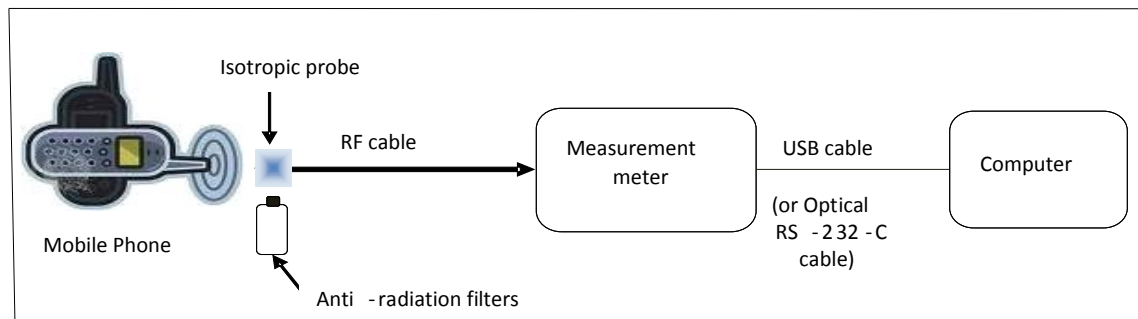 Isotropic probe
RF cable
Measurement
meter
USB cable
Computer
(or Optical
RS -232 -C
cable)
Mobile Phone
Anti -radiation filters